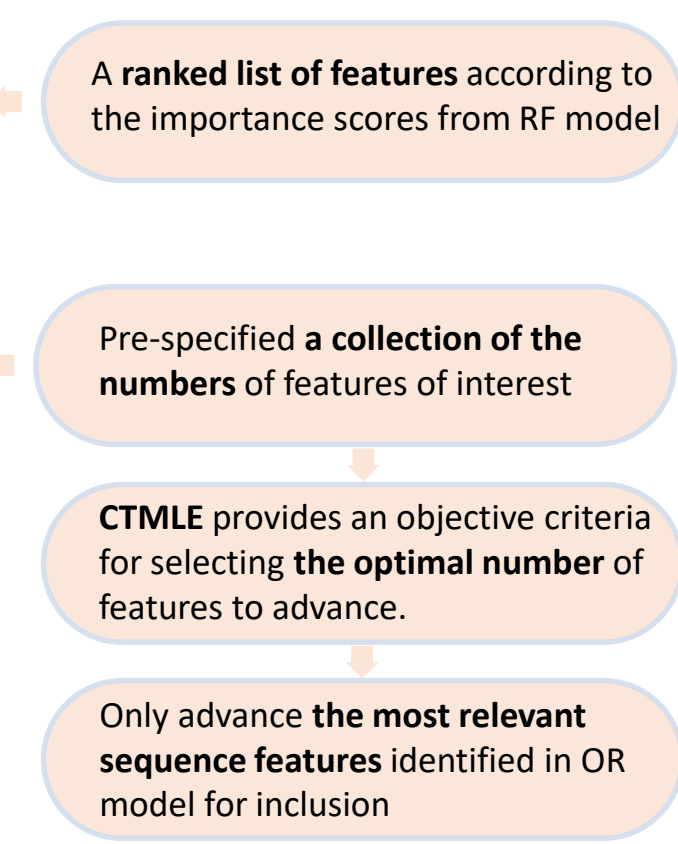 A ranked list of features according to
the importance scores from RF model
Pre-specified a collection of the
numbers of features of interest
CTMLE provides an objective criteria
for selecting the optimal number of
features to advance.
Only advance the most relevant
sequence features identified in OR
model for inclusion